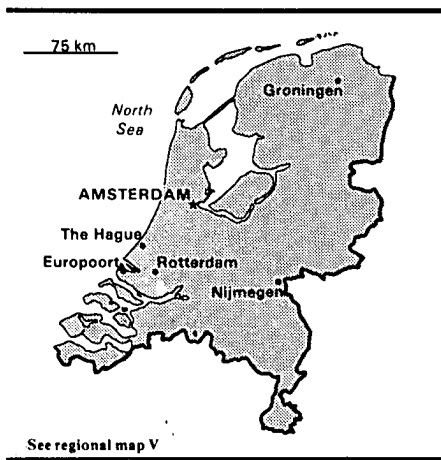 75 km
Groningen
North
Sea
AMSTERDAM
The Hague
Europoort
Rotterdam
Nijmegen
See regional map V